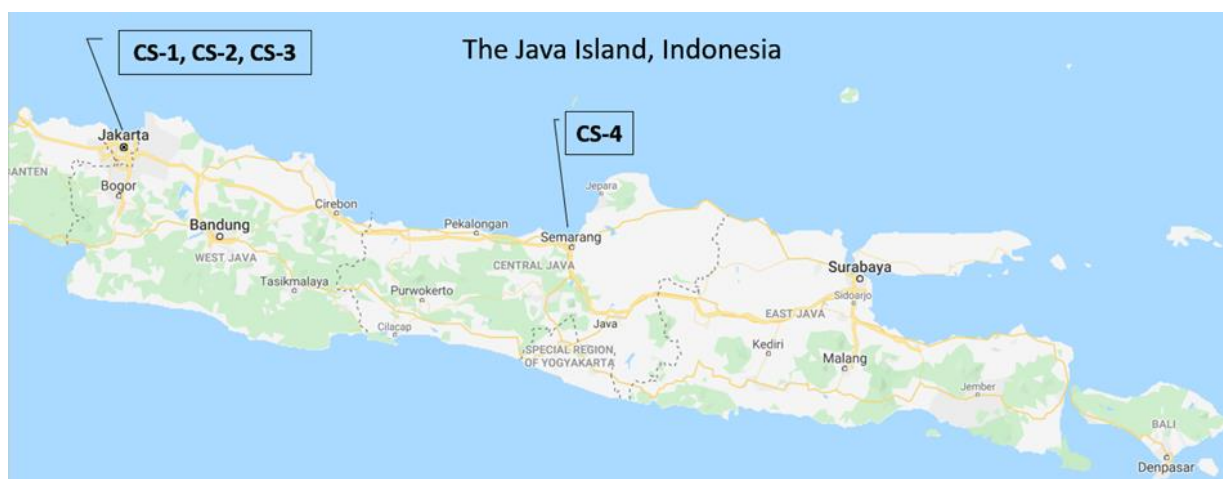 CS-1, CS-2, CS-3
The Java Island, Indonesia
CS-4
Jakarta
ANTEN
Bogor
Jepara
Cirebon
Bandung
Pekalongan
Semarang
WEST JAVA
CENTRAL JAVA
Surabaya
Tasikmalaya
Purwokerto
Sidoarjo
Cilacap
Java
EAST JAVA
SPECIAL REGION
OF YOGYAKARTA
Kediri
Malang
Jember
BALI
Denpasar